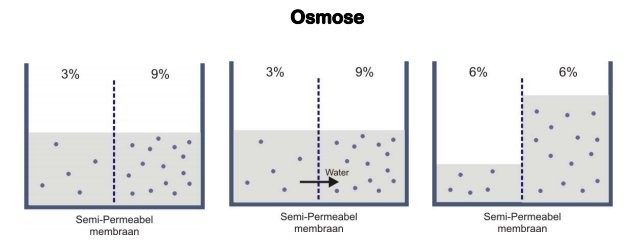 Osmose
3% 9%
Semi-Permeabel
membraan
3% 9%
Water
Semi-Permeabel
membraan
6% 6%
Semi-Permeabel
membraan